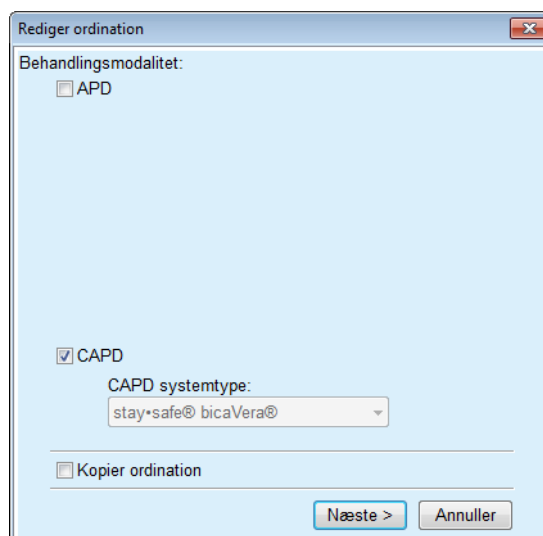 Rediger ordination
Behandlingsmodalitet:
APD
CAPD
CAPD systemtype:
stay•safe® bicaVera®
Kopier ordination
Næste >
Annuller